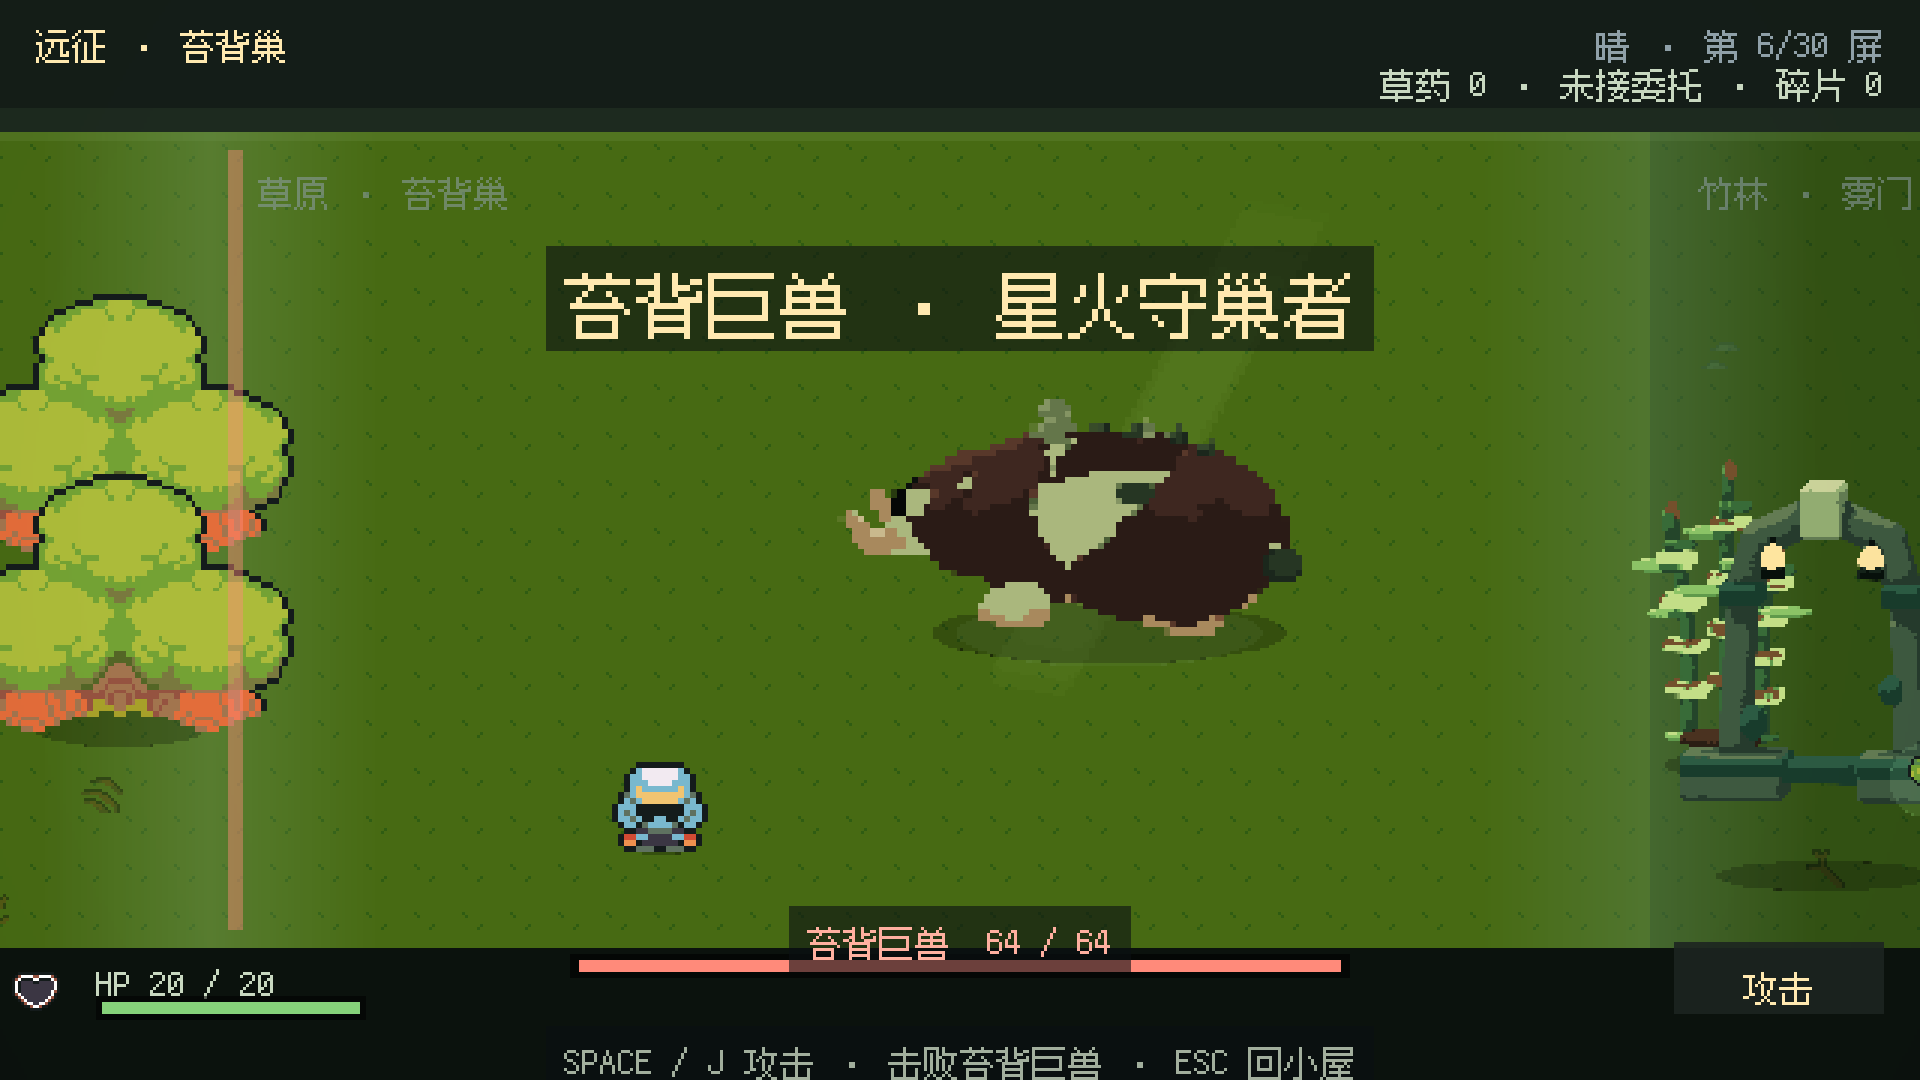 远征 · 苔背巢
晴 · 第 6/30 屏
草药 0 · 未接委托 · 碎片 0
草原 · 苔背巢
竹林 · 雾门
苔背巨兽 · 星火守巢者
苔背巨兽 64 / 64
HP 20 / 20
攻击
SPACE / J 攻击 · 击败苔背巨兽 · ESC 回小屋